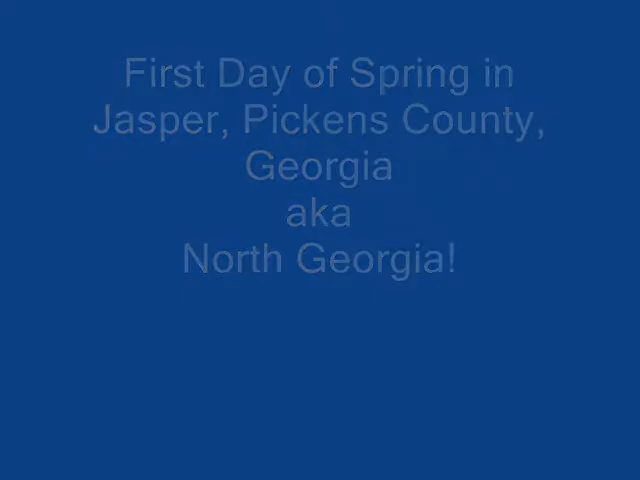 First Day of Spring in
Jasper, Pickens County,
Georgia
aka
North Georgia!